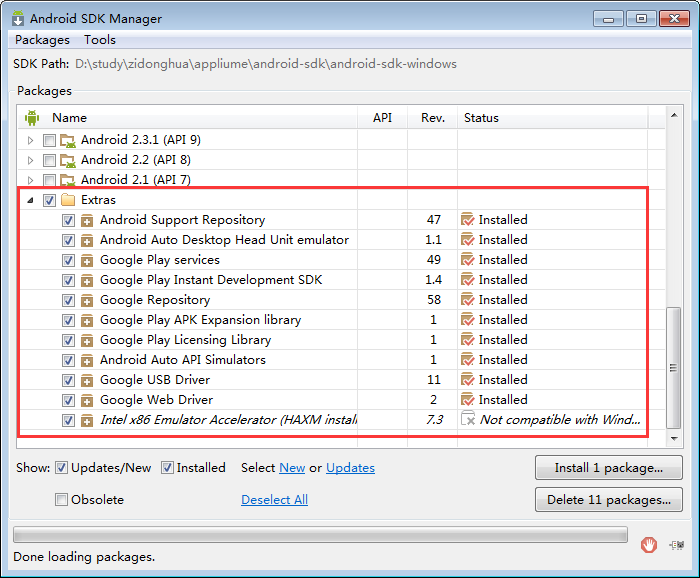 Android SDK Manager
Packages Tools
SDK Path: D:\study\zidonghua\appliume\android-sdk\android-sdk-windows
Packages
Name API Rev. Status
Android 2.3.1 (API 9)
Android 2.2 (API 8)
Android 2.1 (API 7)
Extras
Android Support Repository 47 Installed
Android Auto Desktop Head Unit emulator 1.1 Installed
Google Play services 49 Installed
Google Play Instant Development SDK 1.4 Installed
Google Repository 58 Installed
Google Play APK Expansion library 1 Installed
Google Play Licensing Library 1 Installed
Android Auto API Simulators 1 Installed
Google USB Driver 11 Installed
Google Web Driver 2 Installed
Intel x86 Emulator Accelerator (HAXM install 7.3 Not compatible with Wind...
Show: Updates/New Installed Select New or Updates Install 1 package...
Obsolete Deselect All Delete 11 packages...
Done loading packages.